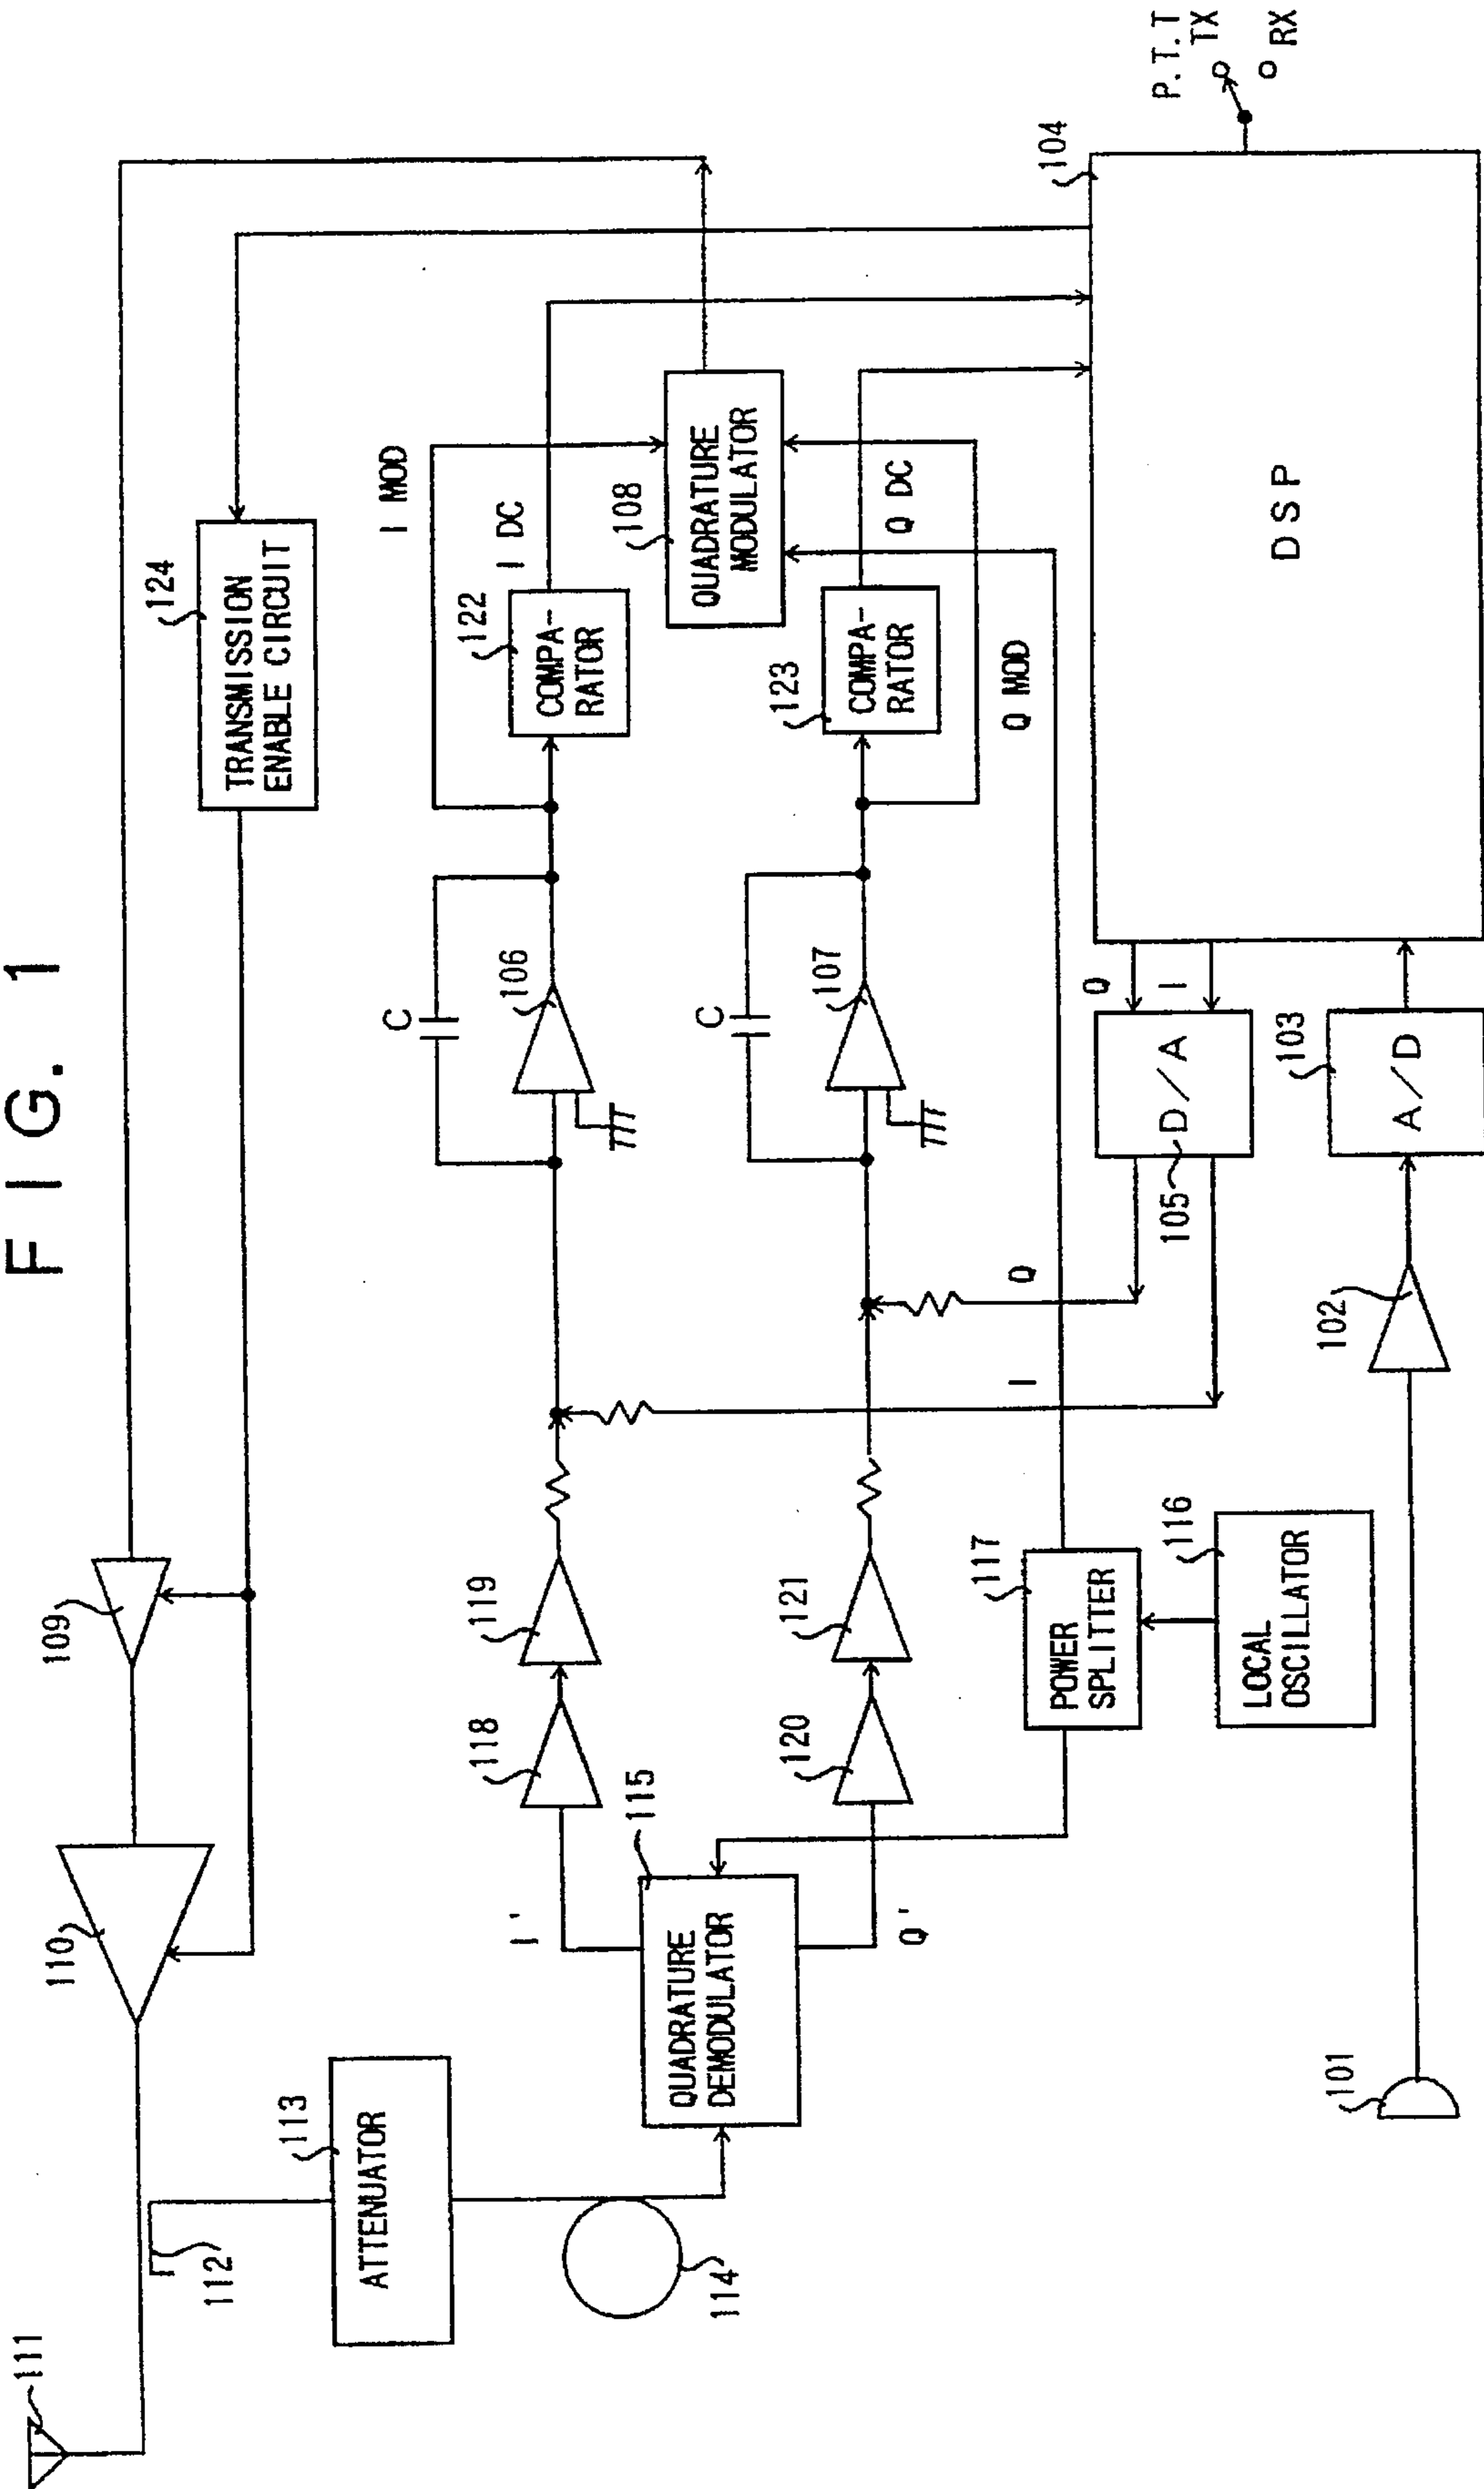 FIG. 1
111
110
109
124
TRANSMISSION
ENABLE CIRCUIT
112
113
ATTENUATOR
114
115
QUADRATURE
DEMODULATOR
I'
Q'
118
119
120
121
C
106
C
107
I MOD
I DC
122
COMPA-
RATOR
108
QUADRATURE
MODULATOR
Q DC
123
COMPA-
RATOR
Q MOD
117
POWER
SPLITTER
116
LOCAL
OSCILLATOR
I
Q
105
D/A
Q
I
103
A/D
102
101
104
DSP
P.T.T
TX
RX